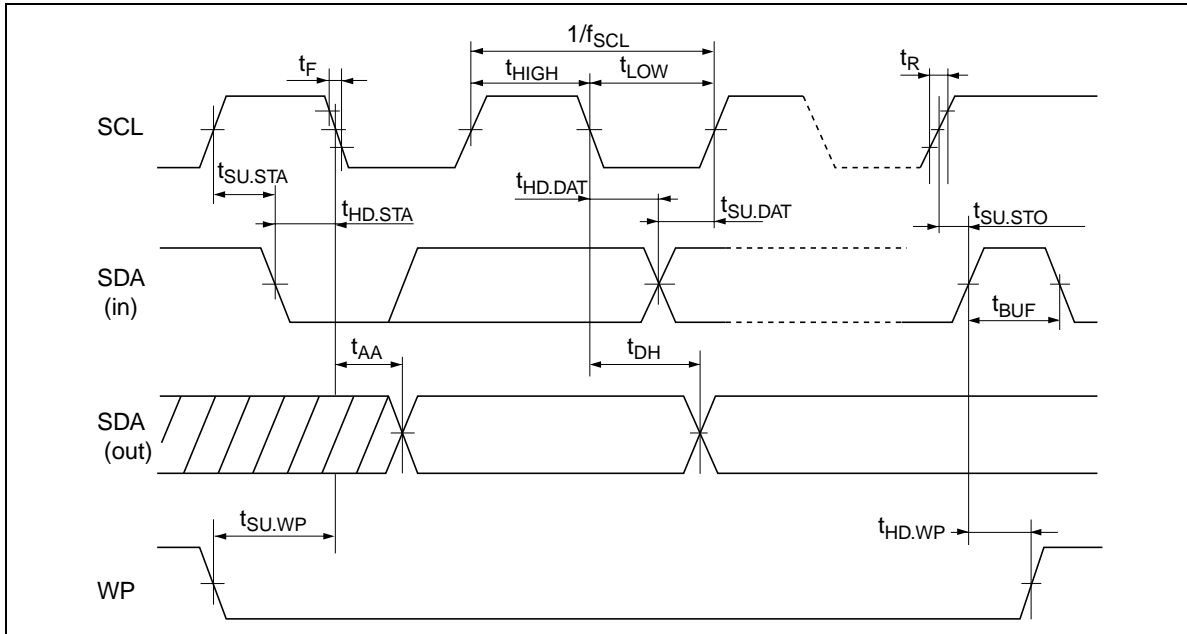 1/fSCL
tF
tHIGH
tLOW
tR
SCL
tSU.STA
tHD.DAT
tHD.STA
tSU.DAT
tSU.STO
SDA
(in)
tBUF
tAA
tDH
SDA
(out)
tSU.WP
tHD.WP
WP